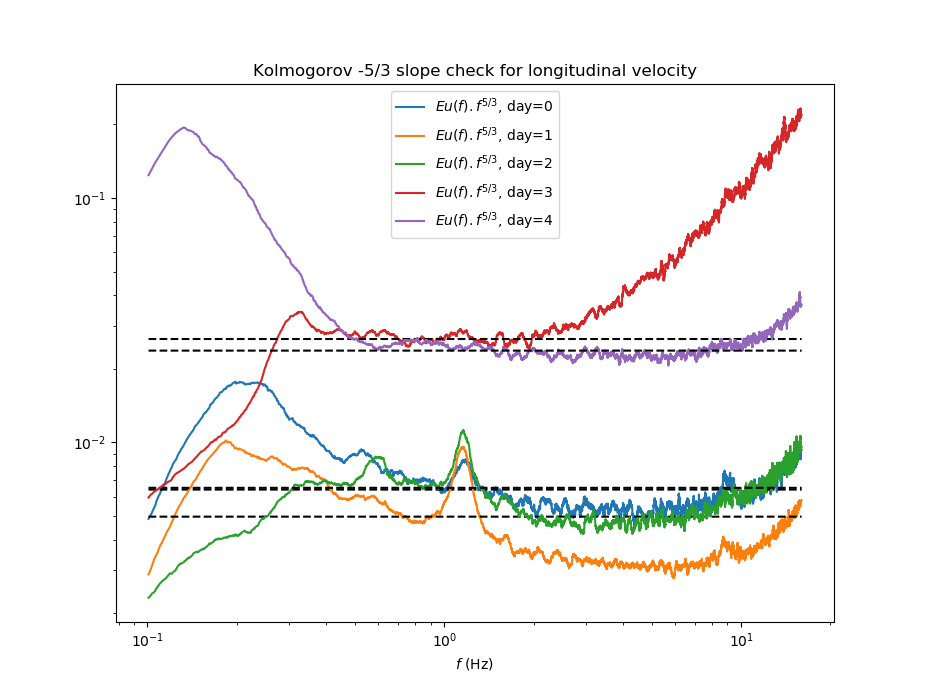 Kolmogorov -5/3 slope check for longitudinal velocity
Eu(f).f^{5/3}, day=0
Eu(f).f^{5/3}, day=1
Eu(f).f^{5/3}, day=2
Eu(f).f^{5/3}, day=3
Eu(f).f^{5/3}, day=4
10^{-1}
10^{-2}
10^{-1} 10^{0} 10^{1}
f (Hz)